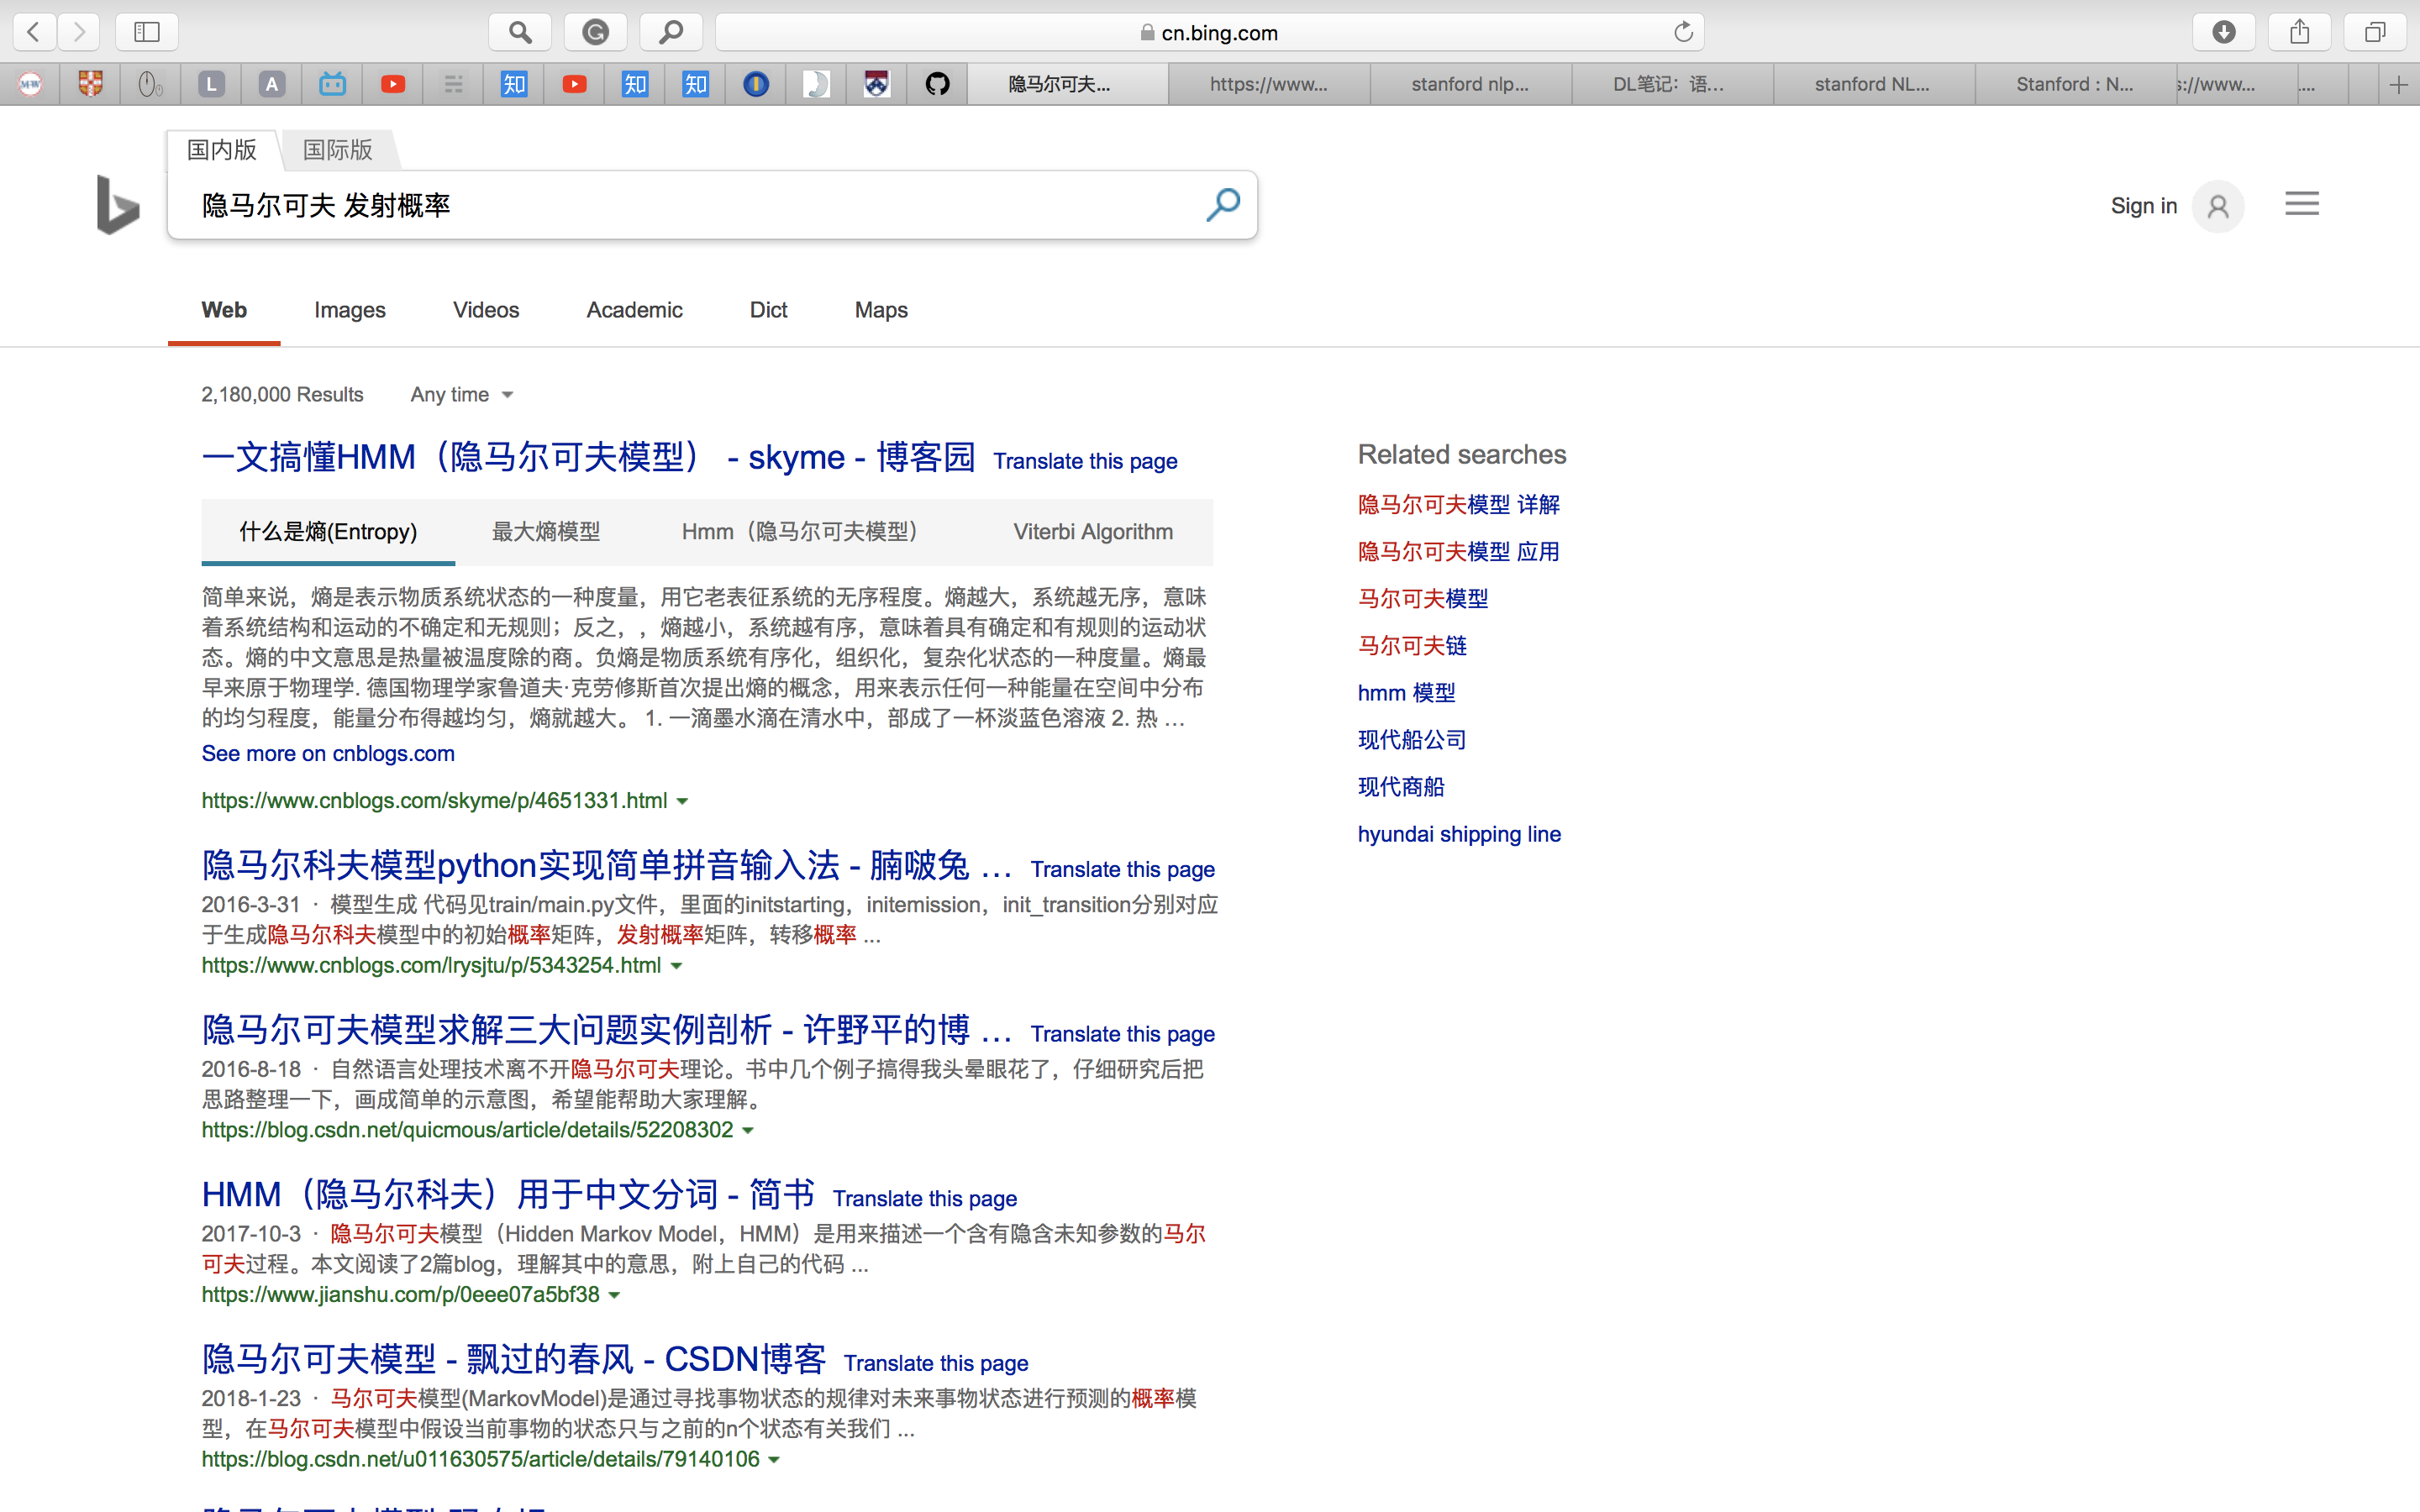 cn.bing.com
L
A
知
知
知
隐马尔可夫...
https://www...
stanford nlp...
DL笔记：语...
stanford NL...
Stanford : N...
s://www...
...
国内版
国际版
隐马尔可夫 发射概率
Sign in
Web
Images
Videos
Academic
Dict
Maps
2,180,000 Results
Any time
一文搞懂HMM（隐马尔可夫模型） - skyme - 博客园 Translate this page
什么是熵(Entropy)
最大熵模型
Hmm（隐马尔可夫模型）
Viterbi Algorithm
简单来说，熵是表示物质系统状态的一种度量，用它老表征系统的无序程度。熵越大，系统越无序，意味
着系统结构和运动的不确定和无规则；反之，，熵越小，系统越有序，意味着具有确定和有规则的运动状
态。熵的中文意思是热量被温度除的商。负熵是物质系统有序化，组织化，复杂化状态的一种度量。熵最
早来原于物理学. 德国物理学家鲁道夫·克劳修斯首次提出熵的概念，用来表示任何一种能量在空间中分布
的均匀程度，能量分布得越均匀，熵就越大。 1. 一滴墨水滴在清水中，部成了一杯淡蓝色溶液 2. 热 ...
See more on cnblogs.com
https://www.cnblogs.com/skyme/p/4651331.html
隐马尔科夫模型python实现简单拼音输入法 - 腩啵兔 ... Translate this page
2016-3-31 · 模型生成 代码见train/main.py文件，里面的initstarting，initemission，init_transition分别对应
于生成隐马尔科夫模型中的初始概率矩阵，发射概率矩阵，转移概率 ...
https://www.cnblogs.com/lrysjtu/p/5343254.html
隐马尔可夫模型求解三大问题实例剖析 - 许野平的博 ... Translate this page
2016-8-18 · 自然语言处理技术离不开隐马尔可夫理论。书中几个例子搞得我头晕眼花了，仔细研究后把
思路整理一下，画成简单的示意图，希望能帮助大家理解。
https://blog.csdn.net/quicmous/article/details/52208302
HMM（隐马尔科夫）用于中文分词 - 简书 Translate this page
2017-10-3 · 隐马尔可夫模型（Hidden Markov Model，HMM）是用来描述一个含有隐含未知参数的马尔
可夫过程。本文阅读了2篇blog，理解其中的意思，附上自己的代码 ...
https://www.jianshu.com/p/0eee07a5bf38
隐马尔可夫模型 - 飘过的春风 - CSDN博客 Translate this page
2018-1-23 · 马尔可夫模型(MarkovModel)是通过寻找事物状态的规律对未来事物状态进行预测的概率模
型，在马尔可夫模型中假设当前事物的状态只与之前的n个状态有关我们 ...
https://blog.csdn.net/u011630575/article/details/79140106
Related searches
隐马尔可夫模型 详解
隐马尔可夫模型 应用
马尔可夫模型
马尔可夫链
hmm 模型
现代船公司
现代商船
hyundai shipping line